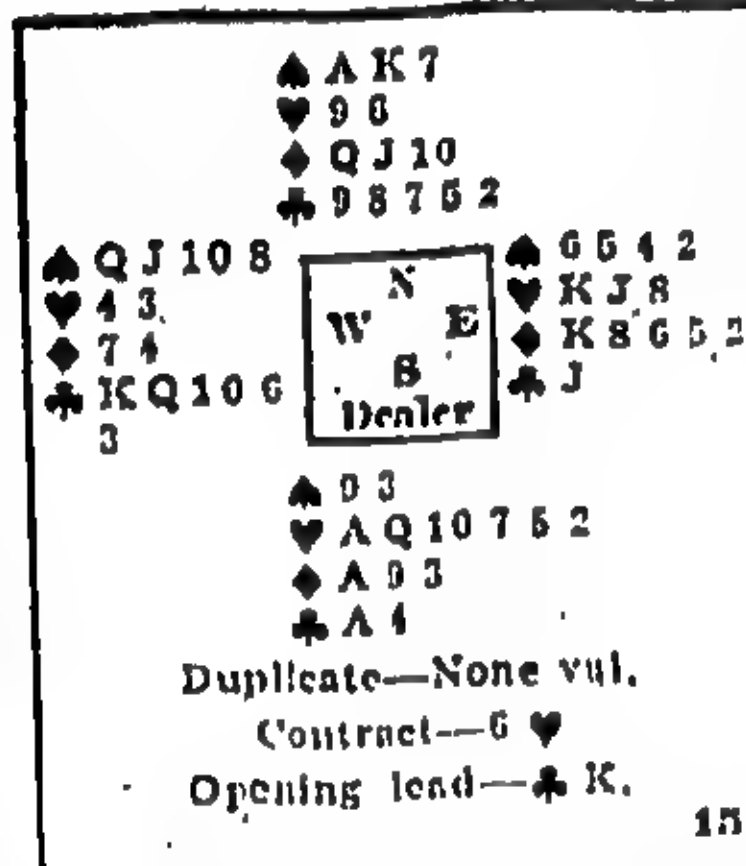 ♠ A K 7
♥ 9 6
♦ Q J 10
♣ 9 8 7 5 2
♠ Q J 10 8
♥ 4 3
♦ 7 4
♣ K Q 10 6
3
N
W E
S
Dealer
♠ 6 5 4 2
♥ K J 8
♦ K 8 6 5 2
♣ J
♠ 9 3
♥ A Q 10 7 5 2
♦ A 9 3
♣ A 4
Duplicate—None vul.
Contract—6 ♥
Opening lead—♣ K.
15